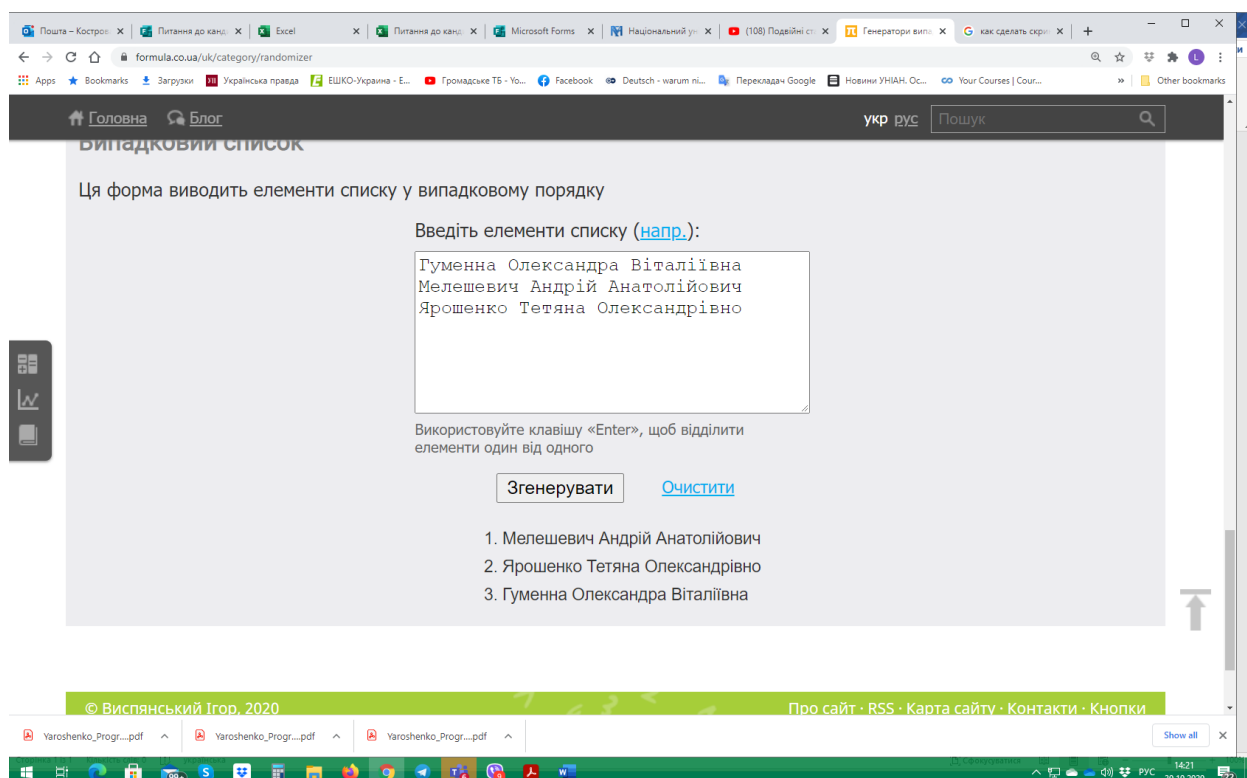 Пошта – Костров
Питання до канд
Excel
Питання до канд
Microsoft Forms
Національний ун
(108) Подвійні ст
Генератори випа
как сделать скри
formula.co.ua/uk/category/randomizer
L
Apps
Bookmarks
Загрузки
Українська правда
ЕШКО-Украина - Е...
Громадське ТБ - Yo...
Facebook
Deutsch - warum ni...
Перекладач Google
Новини УНІАН. Ос...
Your Courses | Cour...
»
Other bookmarks
Головна Блог
укр рус Пошук
Випадковий список
Ця форма виводить елементи списку у випадковому порядку
Введіть елементи списку (напр.):
Гуменна Олександра Віталіївна
Мелешевич Андрій Анатолійович
Ярошенко Тетяна Олександрівно
Використовуйте клавішу «Enter», щоб відділити
елементи один від одного
Згенерувати Очистити
1. Мелешевич Андрій Анатолійович
2. Ярошенко Тетяна Олександрівно
3. Гуменна Олександра Віталіївна
© Виспянський Ігор, 2020
Про сайт · RSS · Карта сайту · Контакти · Кнопки
Yaroshenko_Progr....pdf
Yaroshenko_Progr....pdf
Yaroshenko_Progr....pdf
Show all
99+
РУС
14:21
20.10.2020